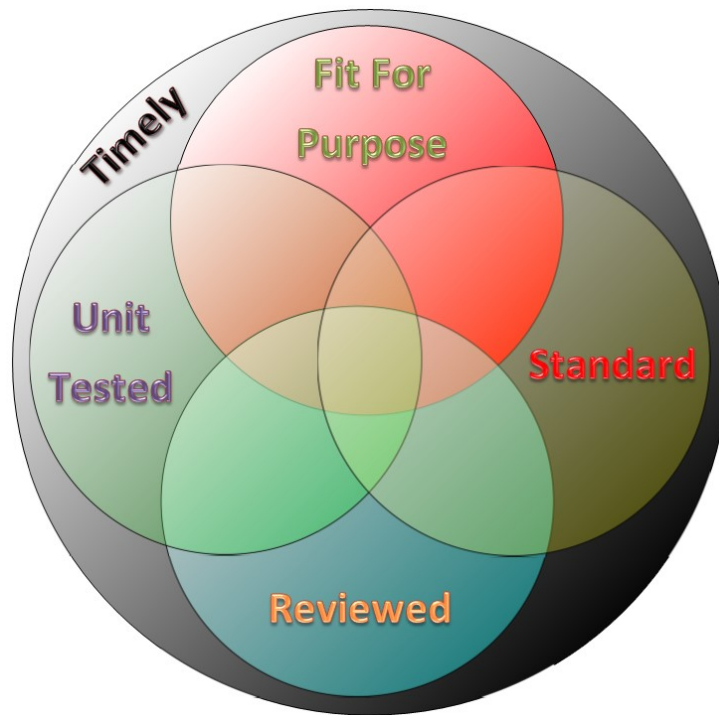 Timely
Fit For
Purpose
Unit
Tested
Standard
Reviewed